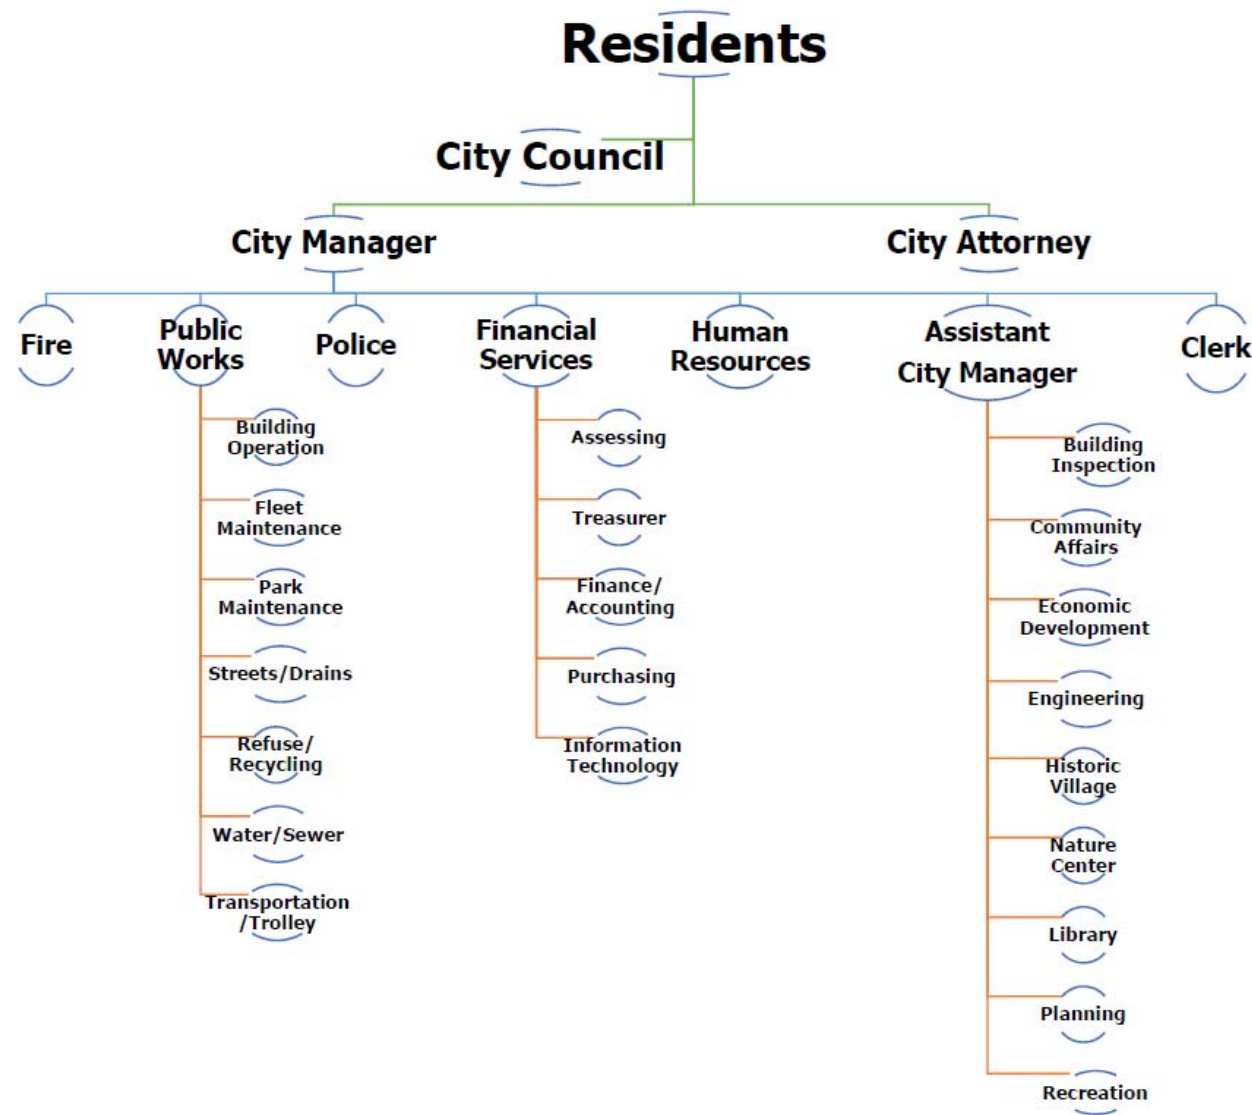 Residents
City Council
City Manager
City Attorney
Fire
Public
Works
Police
Financial
Services
Human
Resources
Assistant
City Manager
Clerk
Building
Operation
Fleet
Maintenance
Park
Maintenance
Streets/Drains
Refuse/
Recycling
Water/Sewer
Transportation
/Trolley
Assessing
Treasurer
Finance/
Accounting
Purchasing
Information
Technology
Building
Inspection
Community
Affairs
Economic
Development
Engineering
Historic
Village
Nature
Center
Library
Planning
Recreation